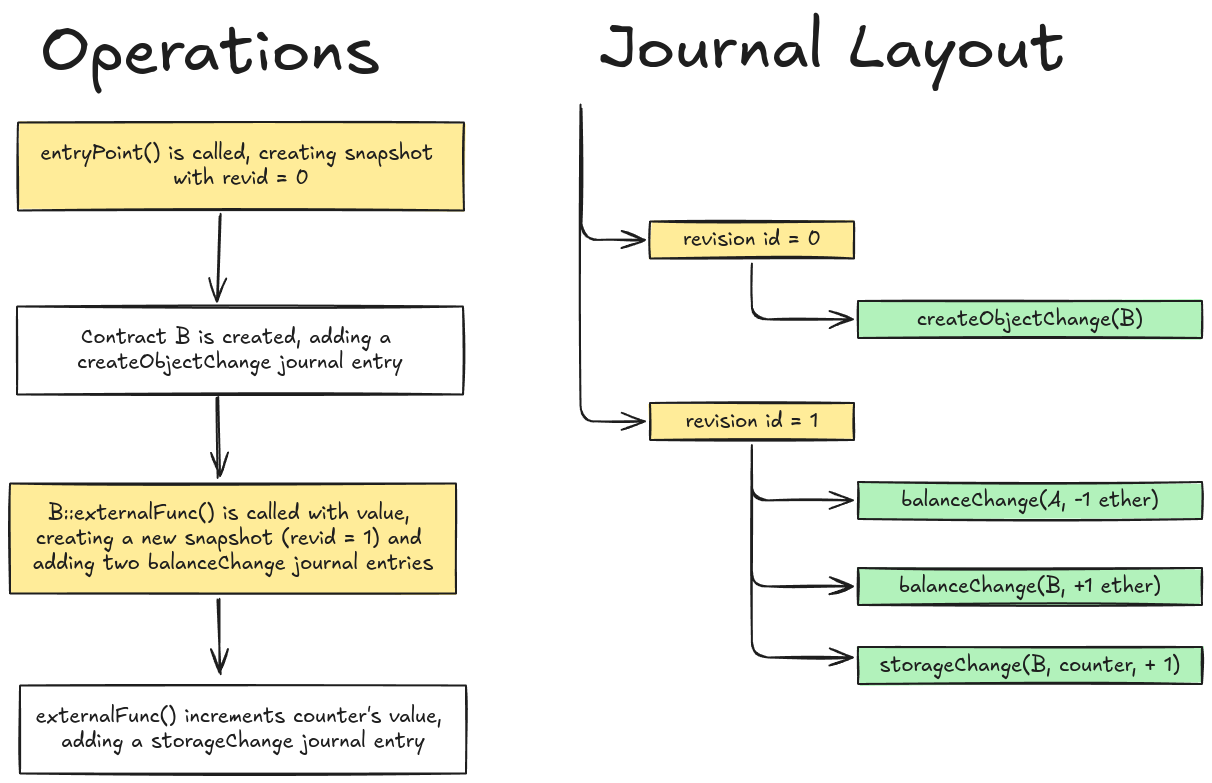 Operations
entryPoint() is called, creating snapshot
with revid = 0
Contract B is created, adding a
createObjectChange journal entry
B::externalFunc() is called with value,
creating a new snapshot (revid = 1) and
adding two balanceChange journal entries
externalFunc() increments counter's value,
adding a storageChange journal entry
Journal Layout
revision id = 0
createObjectChange(B)
revision id = 1
balanceChange(A, -1 ether)
balanceChange(B, +1 ether)
storageChange(B, counter, + 1)